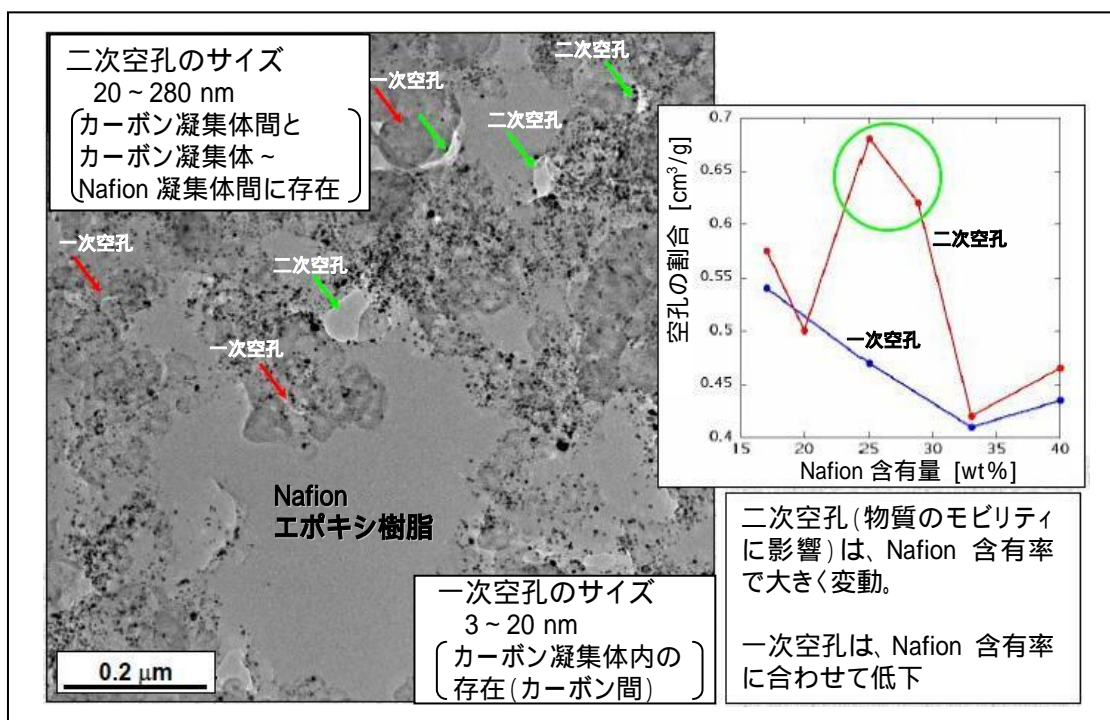 二次空孔のサイズ
20 ~ 280 nm
カーボン凝集体間と
カーボン凝集体 ~
Nafion 凝集体間に存在
一次空孔
二次空孔
二次空孔
一次空孔
二次空孔
一次空孔
Nafion
エポキシ樹脂
0.2 μm
一次空孔のサイズ
3 ~ 20 nm
カーボン凝集体内の
存在(カーボン間)
空孔の割合 [cm³/g]
0.7
0.65
0.6
0.55
0.5
0.45
0.4
二次空孔
一次空孔
15 20 25 30 35 40
Nafion 含有量 [wt%]
二次空孔(物質のモビリティ
に影響)は、Nafion 含有率
で大きく変動。
一次空孔は、Nafion 含有率
に合わせて低下